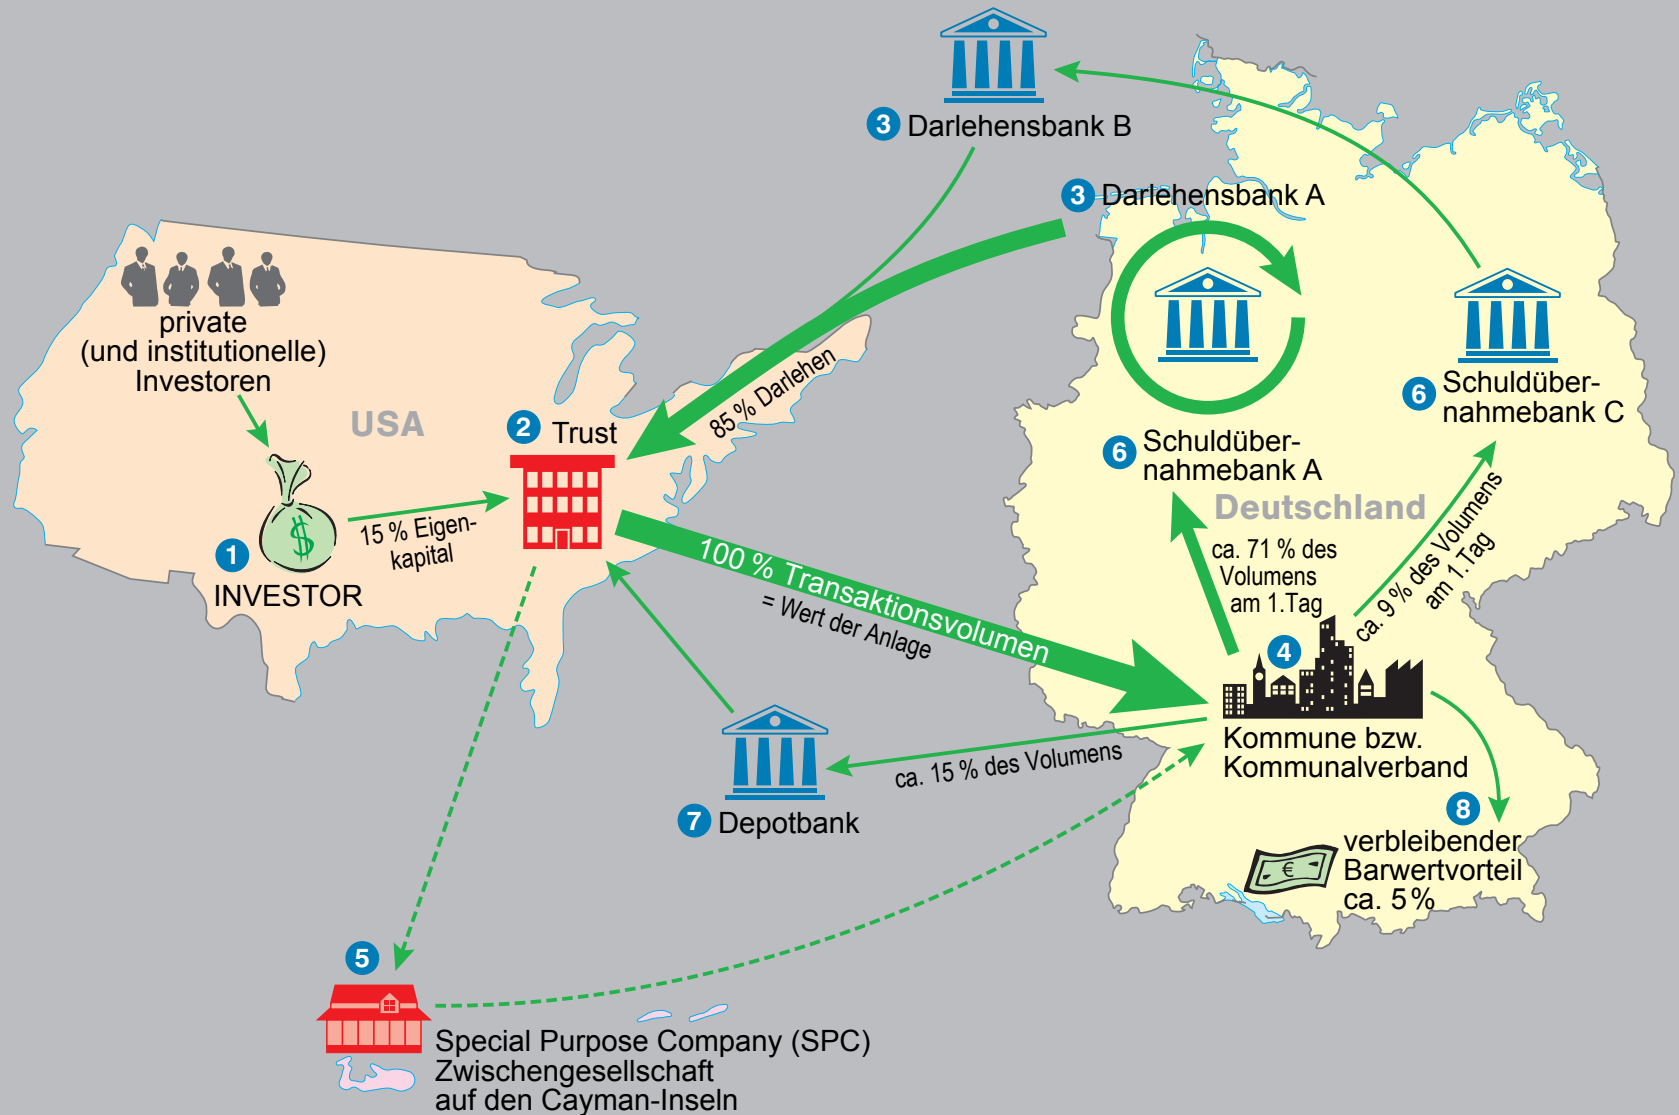 3 Darlehensbank B
3 Darlehensbank A
private
(und institutionelle)
Investoren
USA
2 Trust
85 % Darlehen
1
INVESTOR
15 % Eigen-
kapital
$
100 % Transaktionsvolumen
= Wert der Anlage
6 Schuldüber-
nahmebank A
6 Schuldüber-
nahmebank C
Deutschland
ca. 71 % des
Volumens
am 1.Tag
ca. 9 % des Volumens
am 1.Tag
4
Kommune bzw.
Kommunalverband
ca. 15 % des Volumens
7 Depotbank
8
verbleibender
Barwertvorteil
ca. 5 %
€
5
Special Purpose Company (SPC)
Zwischengesellschaft
auf den Cayman-Inseln